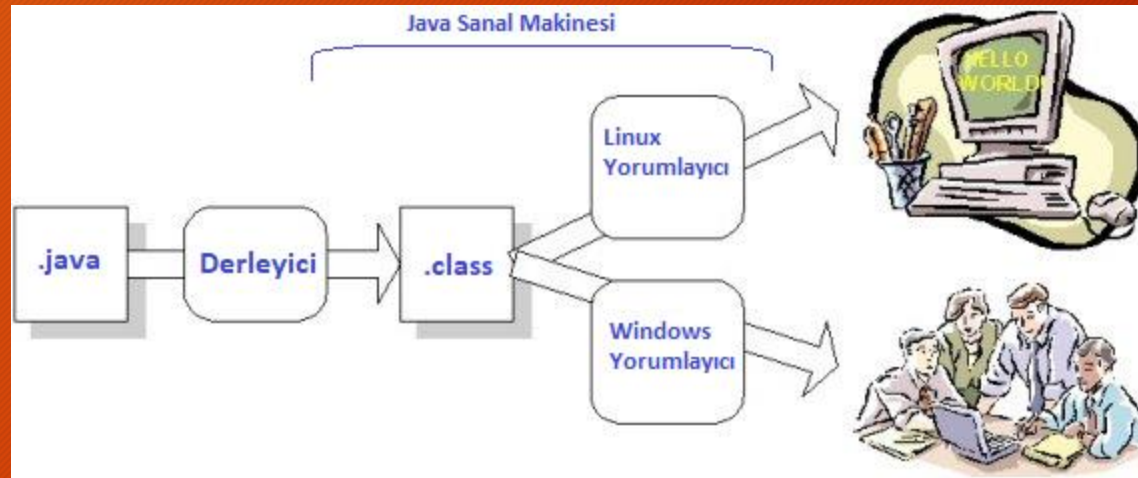 Java Sanal Makinesi
.java
Derleyici
.class
Linux
Yorumlayıcı
Windows
Yorumlayıcı
HELLO
WORLD!